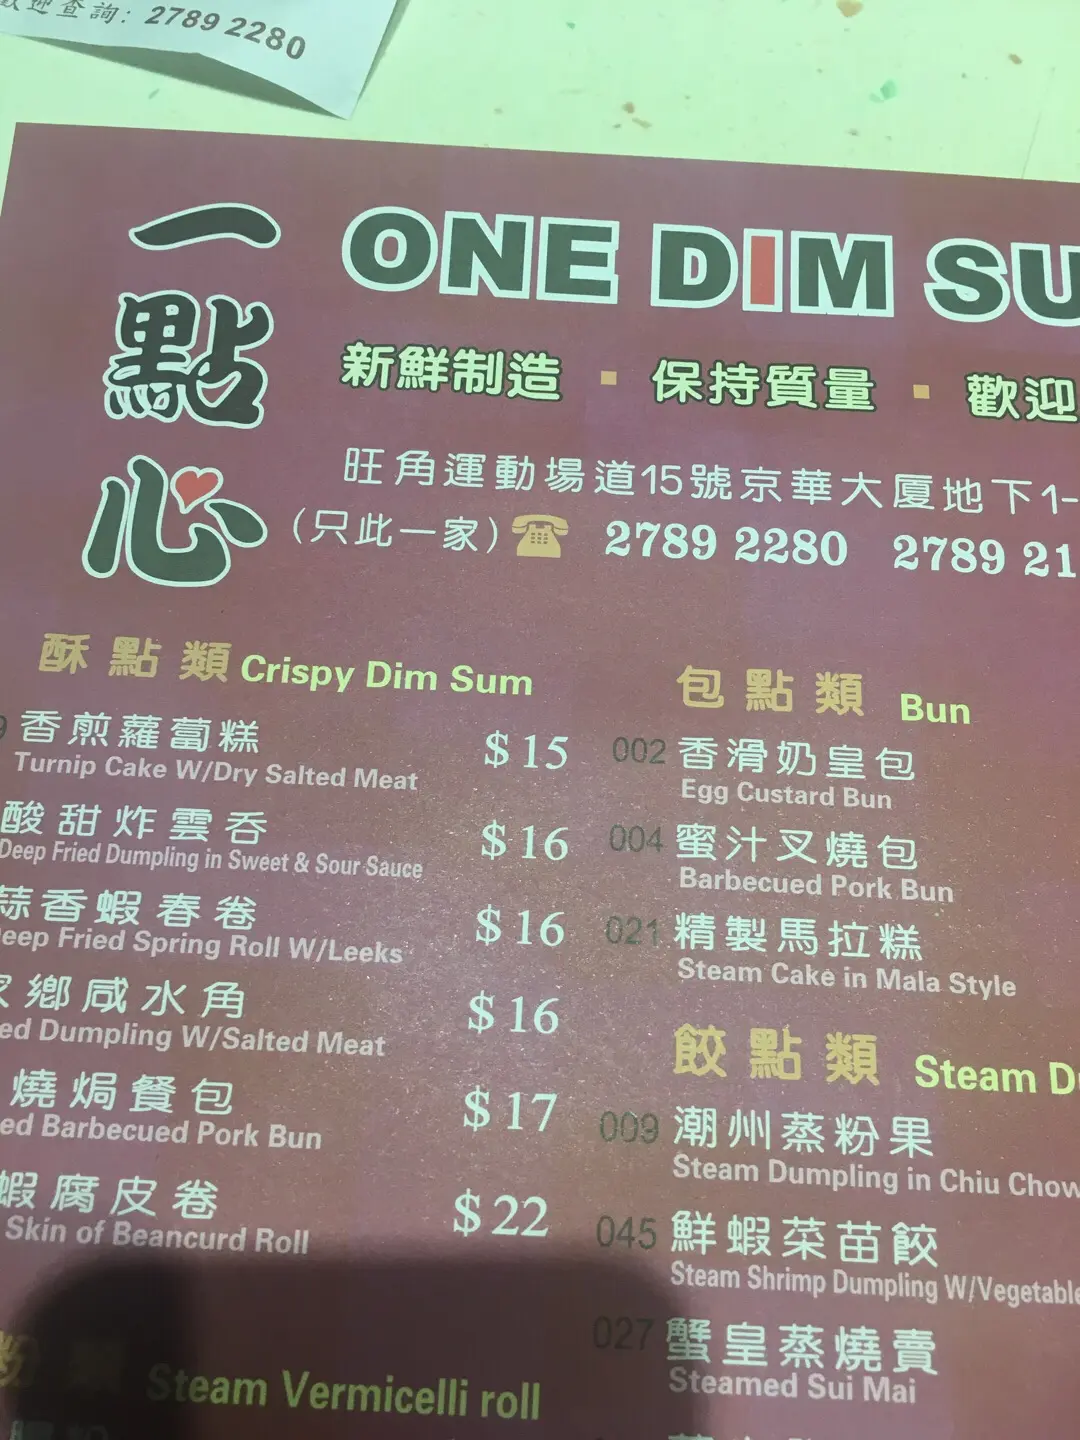 查詢: 2789 2280
一點心
ONE DIM SU
新鮮制造 ▪ 保持質量 ▪ 歡迎
旺角運動場道15號京華大厦地下1-
(只此一家) ☎ 2789 2280 2789 21
酥點類 Crispy Dim Sum
9 香煎蘿蔔糕 $15
Turnip Cake W/Dry Salted Meat
酸甜炸雲吞 $16
Deep Fried Dumpling in Sweet & Sour Sauce
蒜香蝦春卷 $16
Deep Fried Spring Roll W/Leeks
家鄉咸水角 $16
ed Dumpling W/Salted Meat
燒焗餐包 $17
ed Barbecued Pork Bun
蝦腐皮卷 $22
Skin of Beancurd Roll
粉 類 Steam Vermicelli roll
包點類 Bun
002 香滑奶皇包
Egg Custard Bun
004 蜜汁叉燒包
Barbecued Pork Bun
021 精製馬拉糕
Steam Cake in Mala Style
餃點類 Steam D
009 潮州蒸粉果
Steam Dumpling in Chiu Chow
045 鮮蝦菜苗餃
Steam Shrimp Dumpling W/Vegetable
027 蟹皇蒸燒賣
Steamed Sui Mai